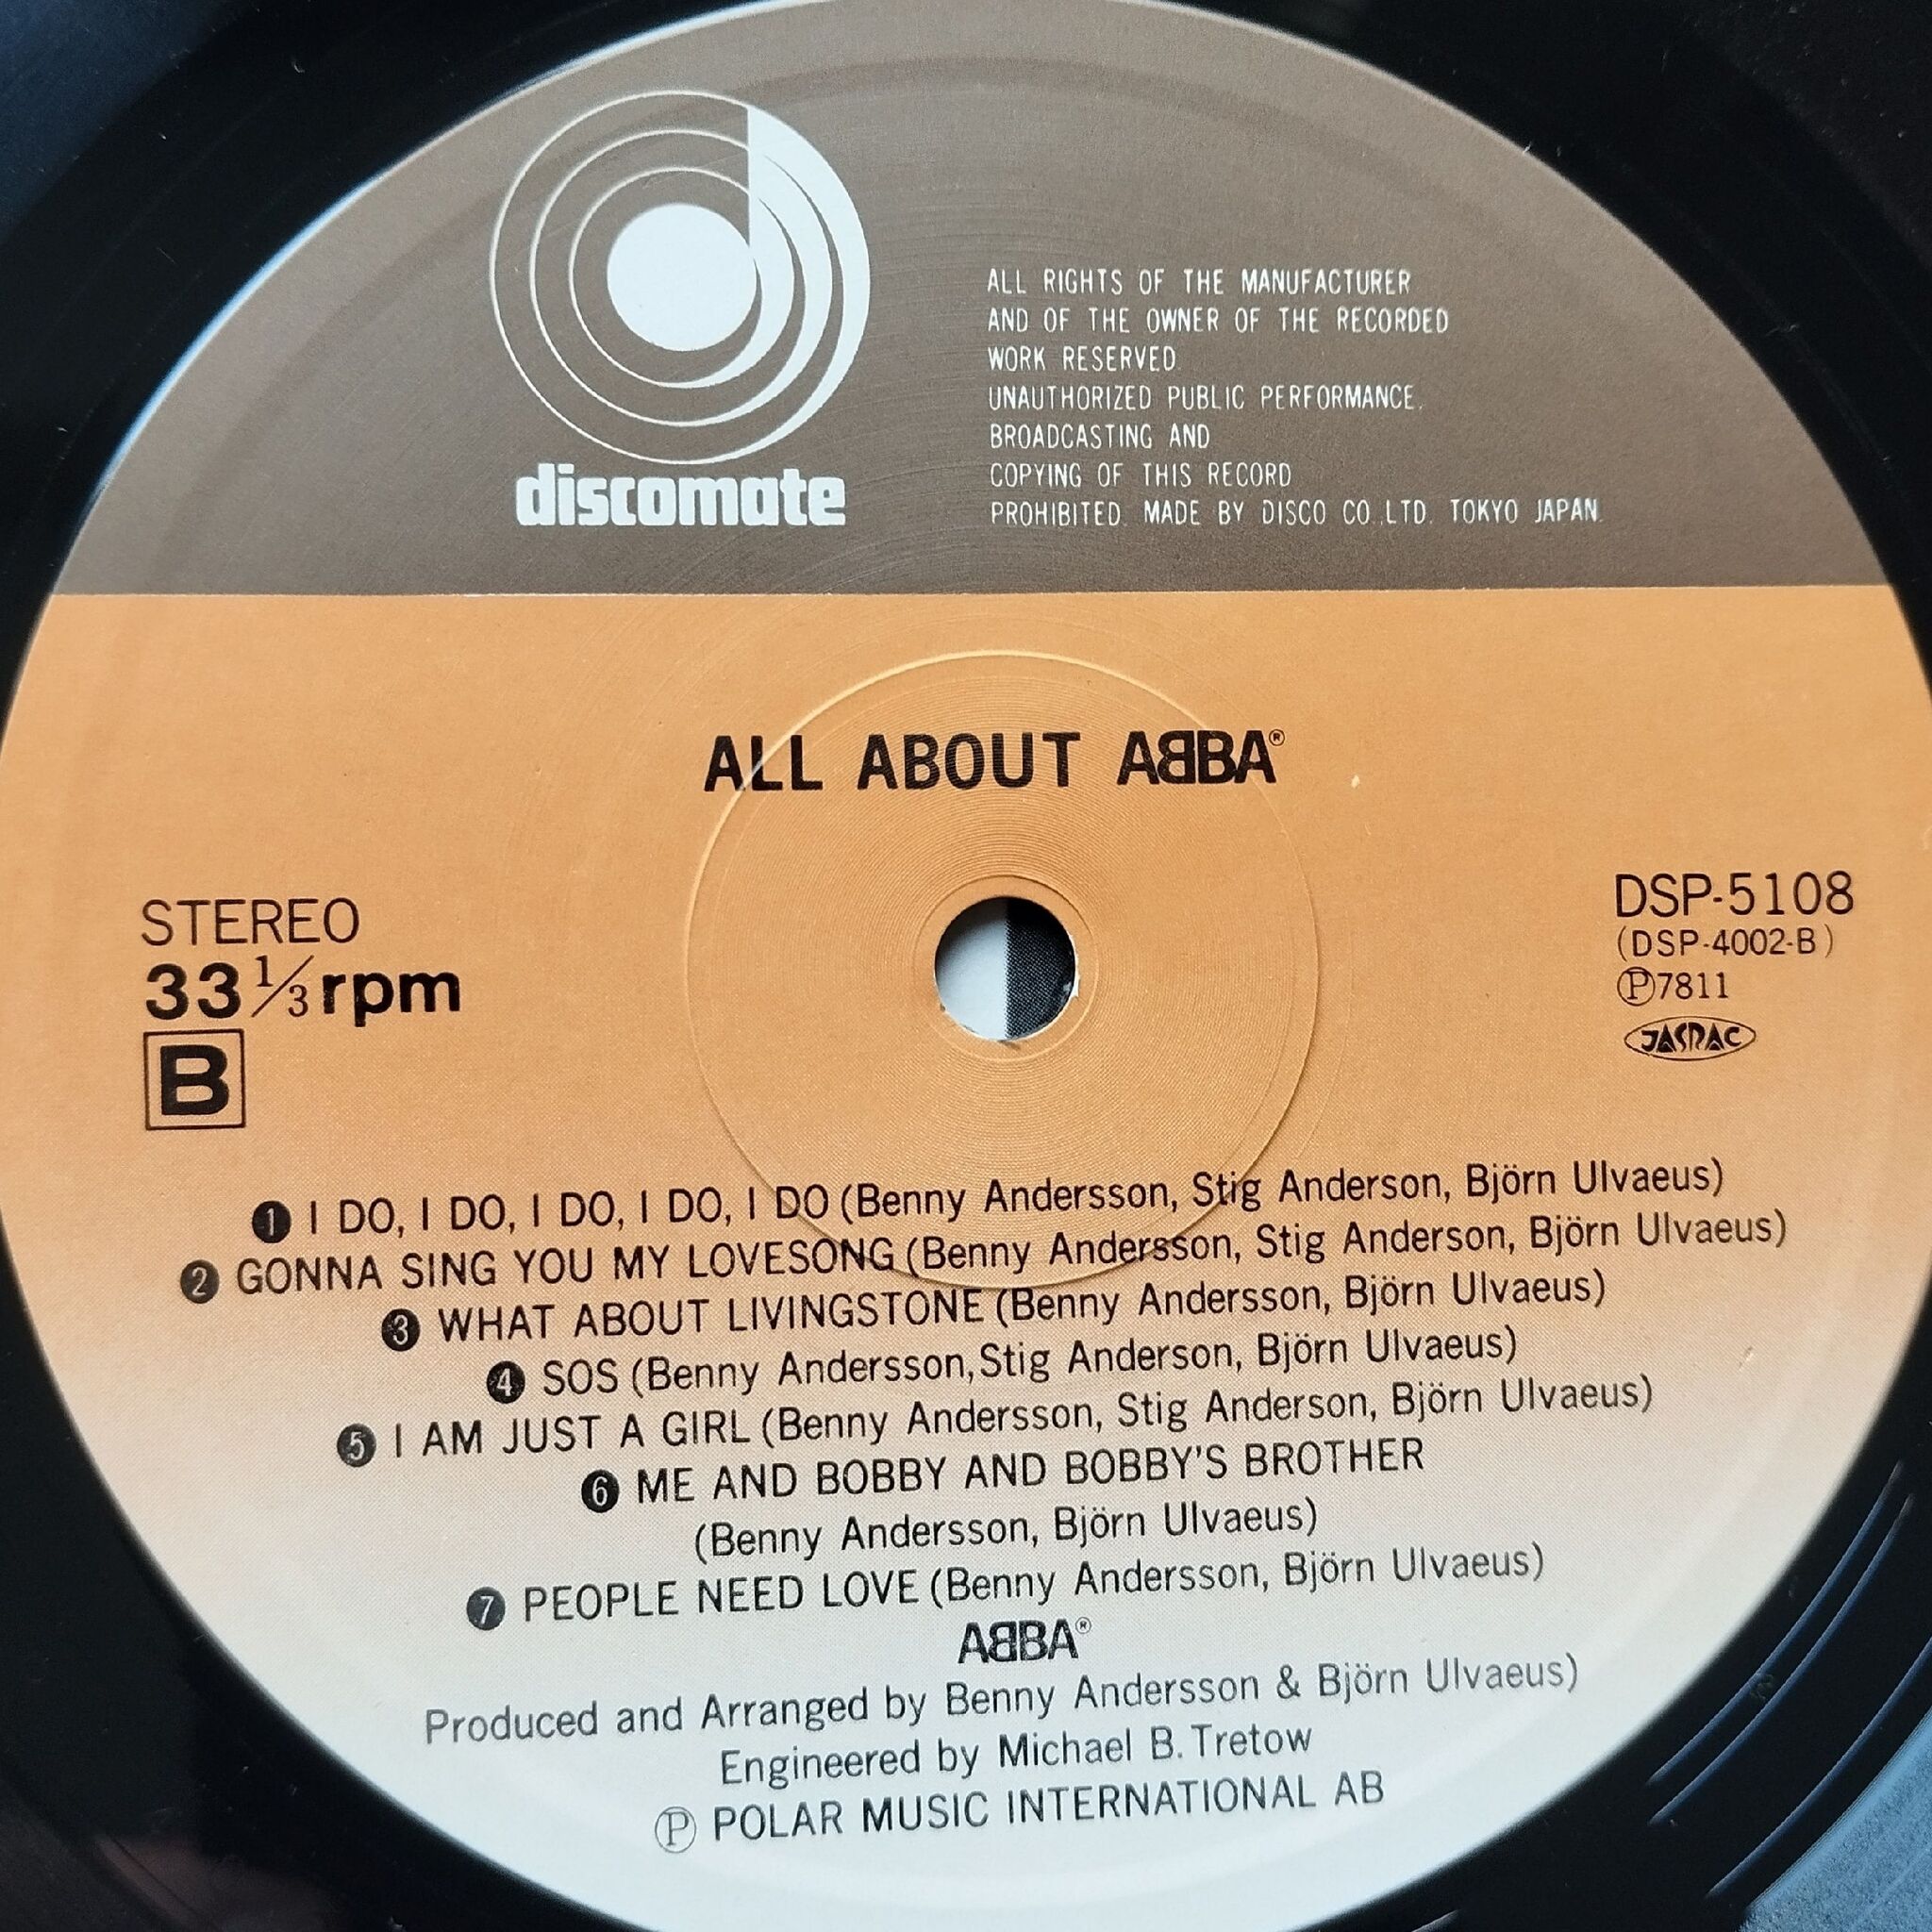 discomate
ALL RIGHTS OF THE MANUFACTURER
AND OF THE OWNER OF THE RECORDED
WORK RESERVED.
UNAUTHORIZED PUBLIC PERFORMANCE.
BROADCASTING AND
COPYING OF THIS RECORD
PROHIBITED. MADE BY DISCO CO.,LTD. TOKYO JAPAN.
ALL ABOUT ABBA®
STEREO
33 1/3 rpm
B
DSP-5108
(DSP-4002-B)
Ⓟ7811
JASRAC
❶ I DO, I DO, I DO, I DO, I DO (Benny Andersson, Stig Anderson, Björn Ulvaeus)
❷ GONNA SING YOU MY LOVESONG (Benny Andersson, Stig Anderson, Björn Ulvaeus)
❸ WHAT ABOUT LIVINGSTONE (Benny Andersson, Björn Ulvaeus)
❹ SOS (Benny Andersson, Stig Anderson, Björn Ulvaeus)
❺ I AM JUST A GIRL (Benny Andersson, Stig Anderson, Björn Ulvaeus)
❻ ME AND BOBBY AND BOBBY'S BROTHER
(Benny Andersson, Björn Ulvaeus)
❼ PEOPLE NEED LOVE (Benny Andersson, Björn Ulvaeus)
ABBA®
Produced and Arranged by Benny Andersson & Björn Ulvaeus)
Engineered by Michael B. Tretow
Ⓟ POLAR MUSIC INTERNATIONAL AB